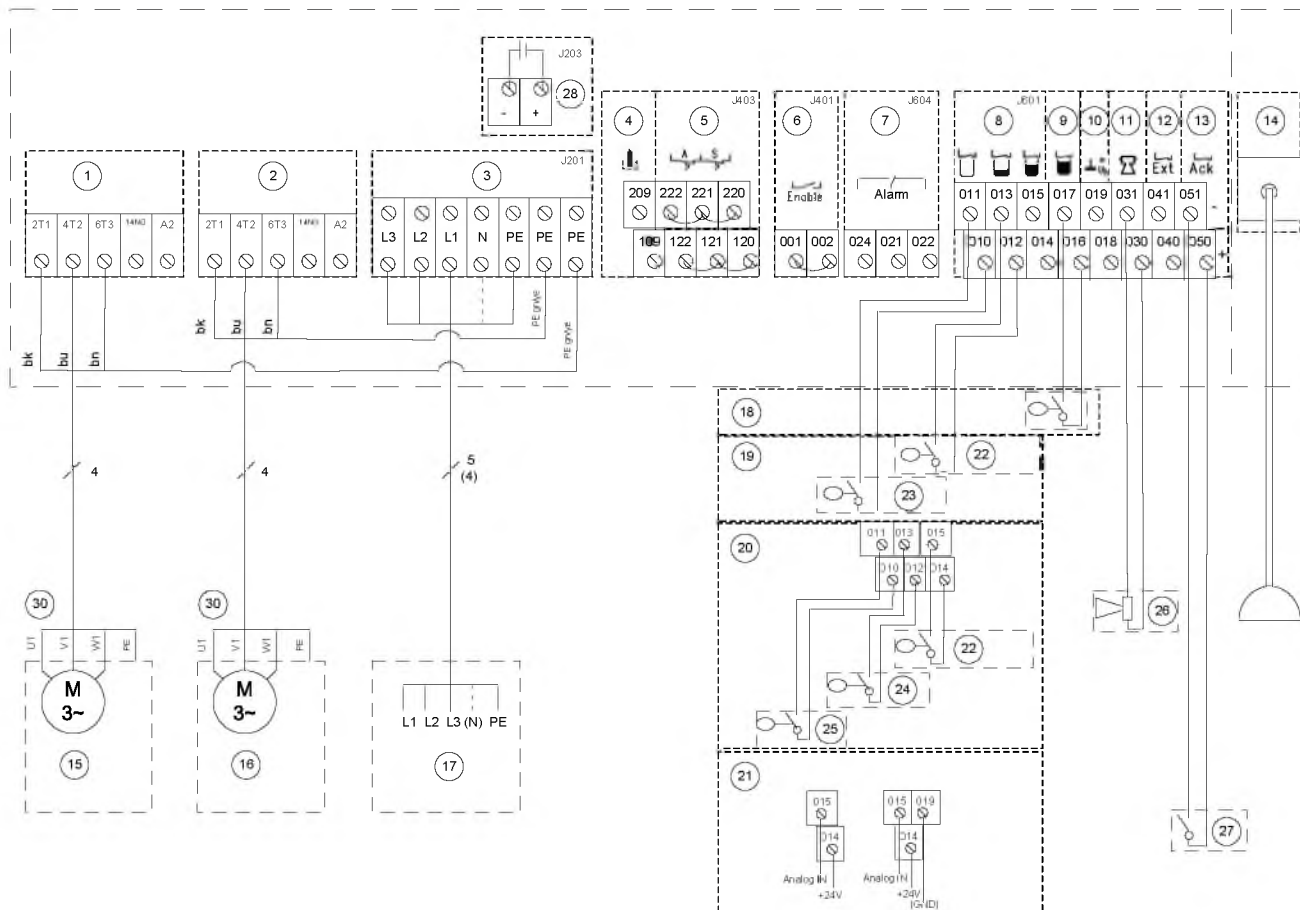 J203
28
- +
4 5 J403
6 J401
7 J604
8 J601 9 10 11 12 13
14
1
2
3 J201
A S
Enable
Alarm
Ext Ack
2T1 4T2 6T3 14NO A2
2T1 4T2 6T3 14NO A2
L3 L2 L1 N PE PE PE
209 222 221 220
109 122 121 120
001 002
024 021 022
011 013 015 017 019 031 041 051 -
010 012 014 016 018 030 040 050 +
bk bu bn
bk bu bn
PE gn/ye
PE gn/ye
4
4
5
(4)
18
19
22
23
20
011 013 015
010 012 014
22
24
25
26
27
30
U1 V1 W1 PE
M
3~
15
30
U1 V1 W1 PE
M
3~
16
L1 L2 L3 (N) PE
17
21
015
014
Analog IN
+24V
015 019
014
Analog IN
+24V
(GND)